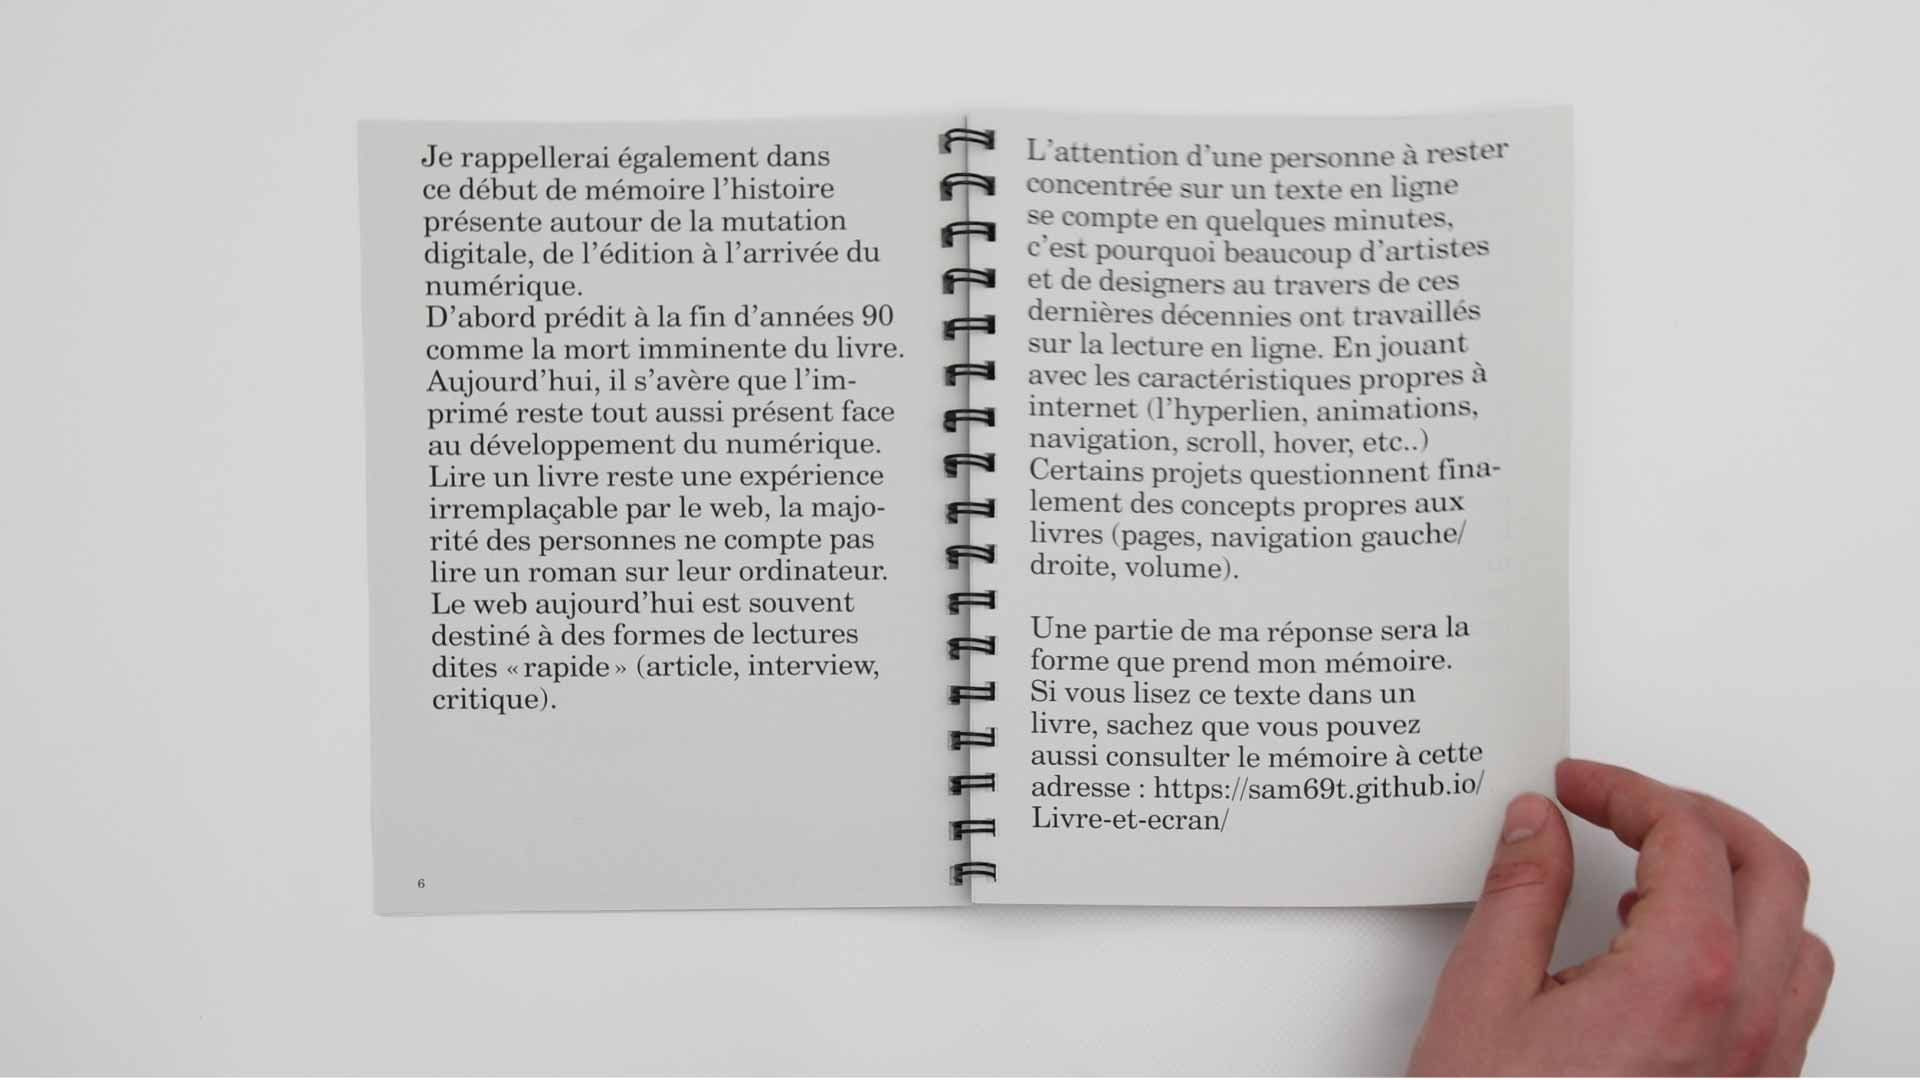 Je rappellerai également dans
ce début de mémoire l’histoire
présente autour de la mutation
digitale, de l’édition à l’arrivée du
numérique.
D’abord prédit à la fin d’années 90
comme la mort imminente du livre.
Aujourd’hui, il s’avère que l’im-
primé reste tout aussi présent face
au développement du numérique.
Lire un livre reste une expérience
irremplaçable par le web, la majo-
rité des personnes ne compte pas
lire un roman sur leur ordinateur.
Le web aujourd’hui est souvent
destiné à des formes de lectures
dites « rapide » (article, interview,
critique).
6
L’attention d’une personne à rester
concentrée sur un texte en ligne
se compte en quelques minutes,
c’est pourquoi beaucoup d’artistes
et de designers au travers de ces
dernières décennies ont travaillés
sur la lecture en ligne. En jouant
avec les caractéristiques propres à
internet (l’hyperlien, animations,
navigation, scroll, hover, etc..)
Certains projets questionnent fina-
lement des concepts propres aux
livres (pages, navigation gauche/
droite, volume).
Une partie de ma réponse sera la
forme que prend mon mémoire.
Si vous lisez ce texte dans un
livre, sachez que vous pouvez
aussi consulter le mémoire à cette
adresse : https://sam69t.github.io/
Livre-et-ecran/